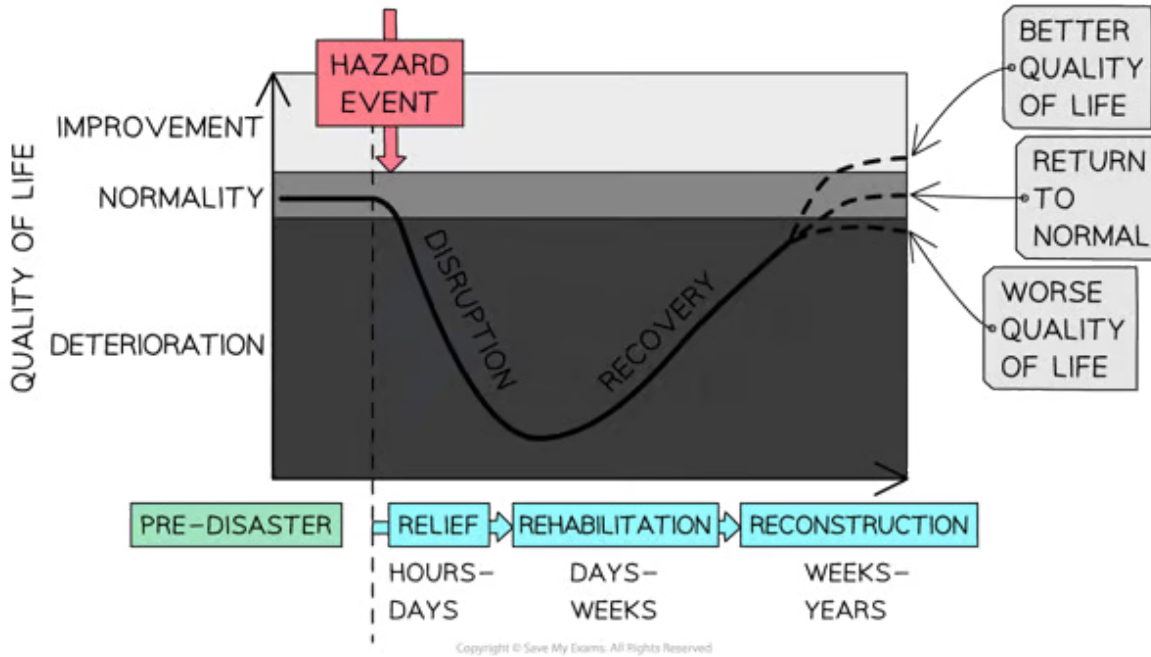 HAZARD
EVENT
QUALITY OF LIFE
IMPROVEMENT
NORMALITY
DETERIORATION
DISRUPTION
RECOVERY
BETTER
QUALITY
OF LIFE
RETURN
TO
NORMAL
WORSE
QUALITY
OF LIFE
PRE-DISASTER
RELIEF
REHABILITATION
RECONSTRUCTION
HOURS-
DAYS
DAYS-
WEEKS
WEEKS-
YEARS
Copyright © Save My Exams. All Rights Reserved